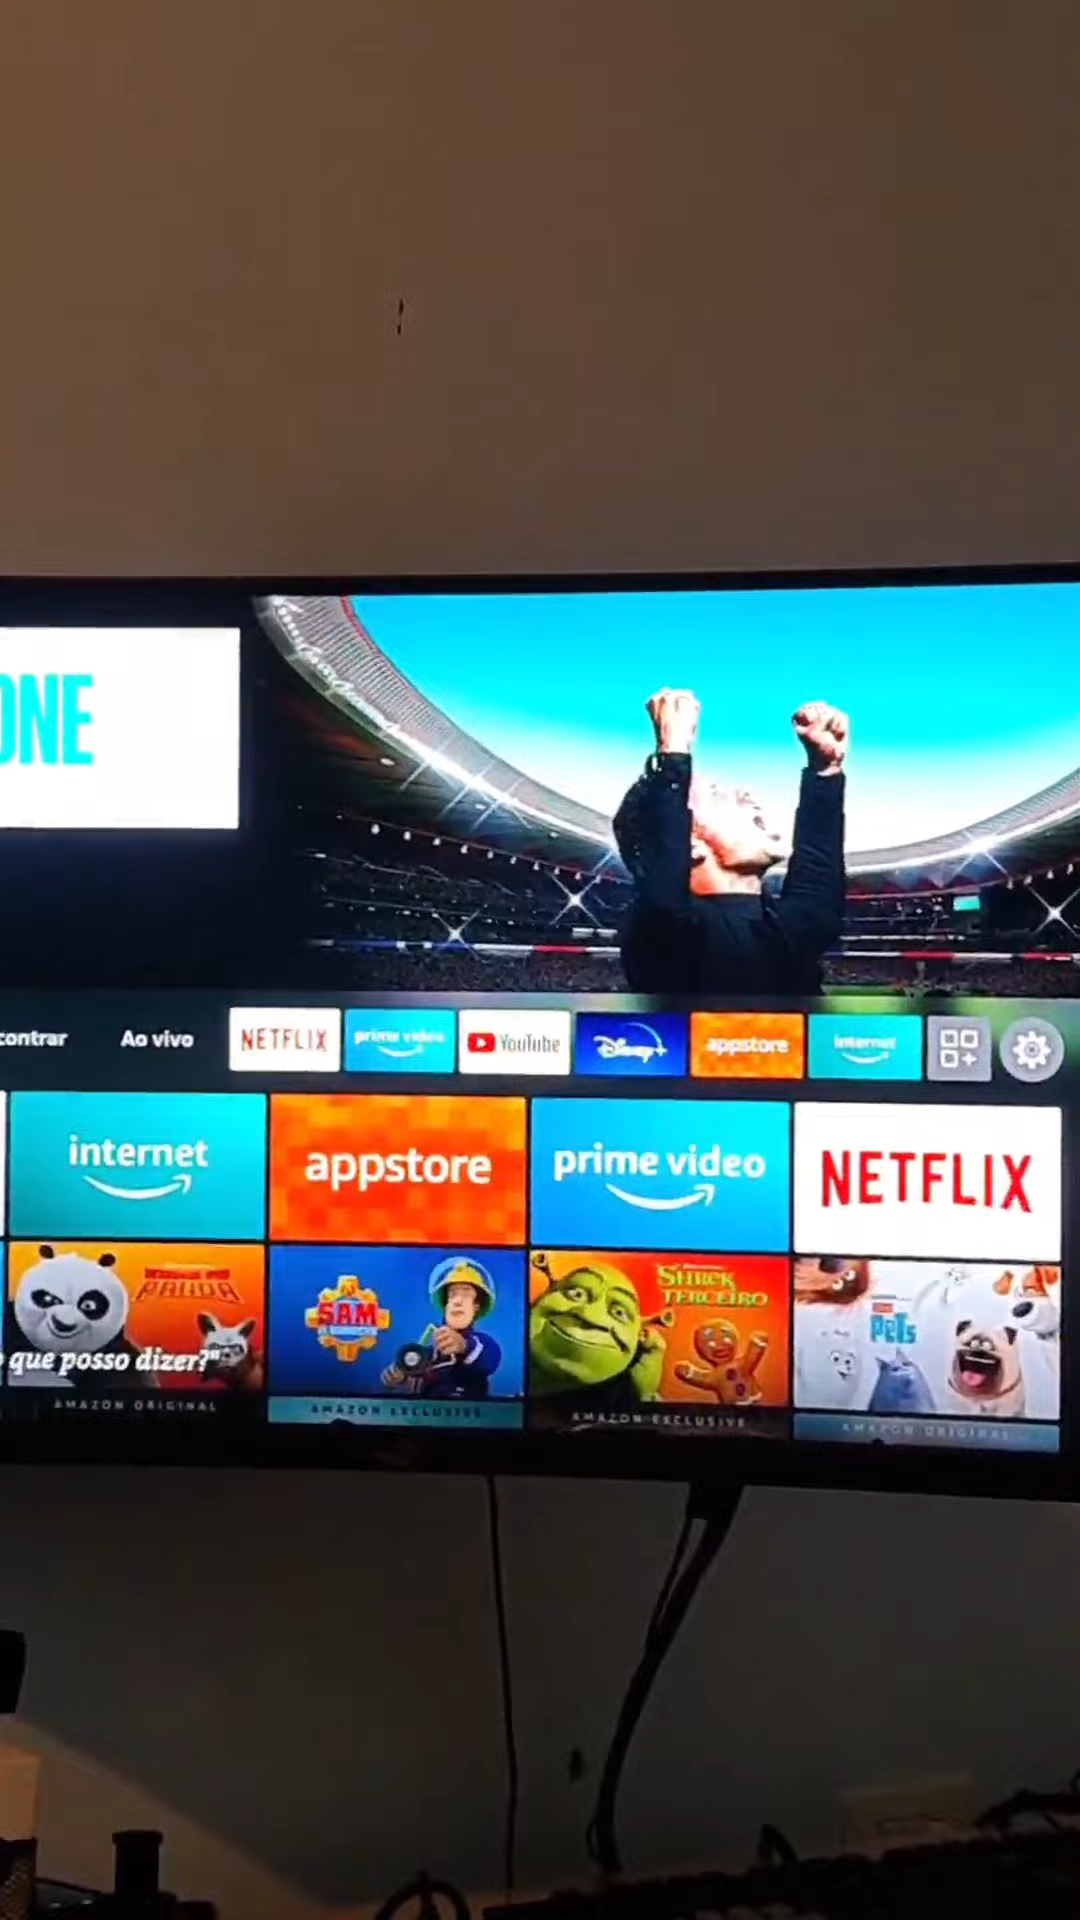 ONE
contrar
Ao vivo
NETFLIX
prime video
YouTube
Disney+
appstore
internet
internet
appstore
prime video
NETFLIX
PANDA
SAM
SHREK
TERCEIRO
PETS
que posso dizer?"
AMAZON ORIGINAL
AMAZON EXCLUSIVE
AMAZON EXCLUSIVE
AMAZON ORIGINAL